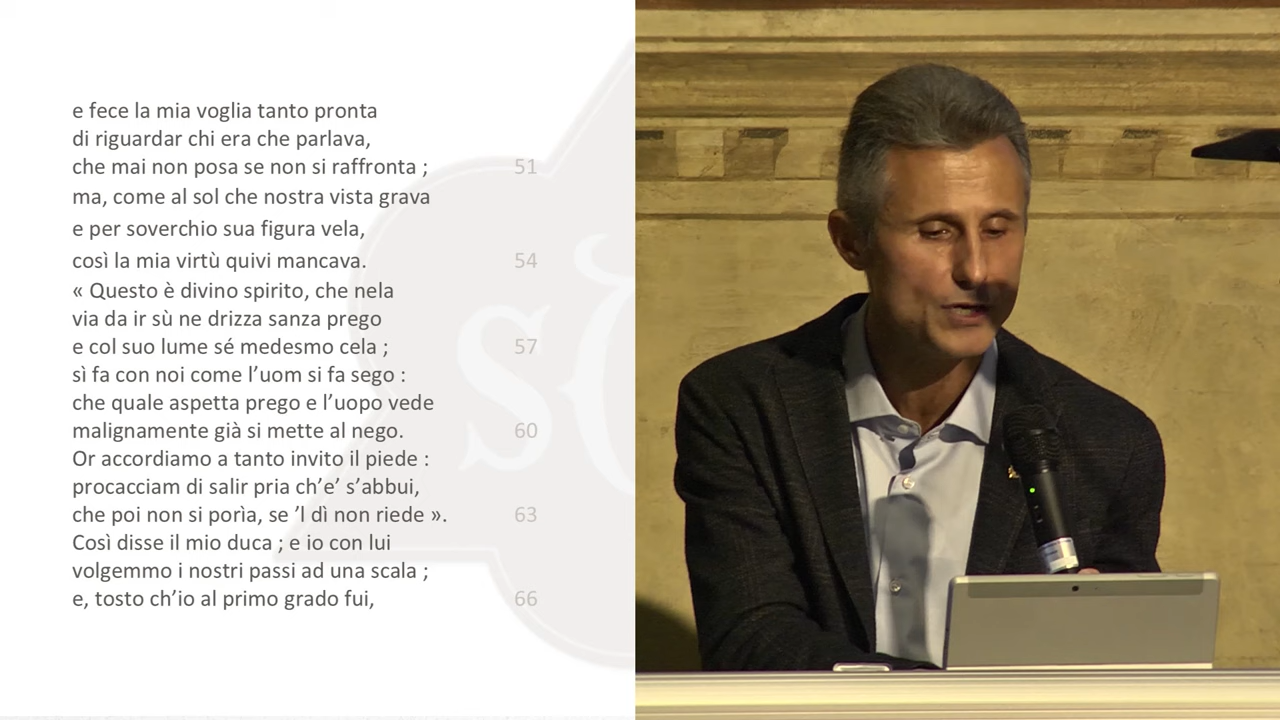 e fece la mia voglia tanto pronta
di riguardar chi era che parlava,
che mai non posa se non si raffronta ; 51
ma, come al sol che nostra vista grava
e per soverchio sua figura vela,
così la mia virtù quivi mancava. 54
« Questo è divino spirito, che nela
via da ir sù ne drizza sanza prego
e col suo lume sé medesmo cela ; 57
sì fa con noi come l’uom si fa sego :
che quale aspetta prego e l’uopo vede
malignamente già si mette al nego. 60
Or accordiamo a tanto invito il piede :
procacciam di salir pria ch’e’ s’abbui,
che poi non si porìa, se ’l dì non riede ». 63
Così disse il mio duca ; e io con lui
volgemmo i nostri passi ad una scala ;
e, tosto ch’io al primo grado fui, 66